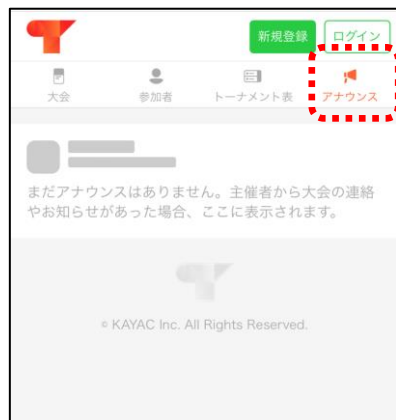 新規登録 ログイン
大会 参加者 トーナメント表 アナウンス
まだアナウンスはありません。主催者から大会の連絡
やお知らせがあった場合、ここに表示されます。
© KAYAC Inc. All Rights Reserved.